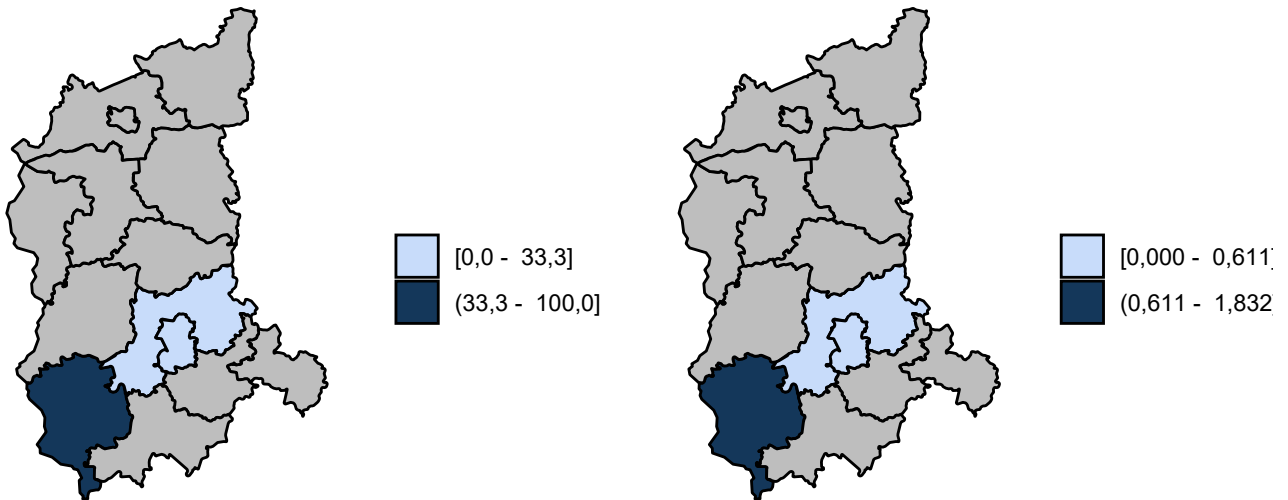 [0,0 - 33,3]
(33,3 - 100,0]
[0,000 - 0,611]
(0,611 - 1,832]